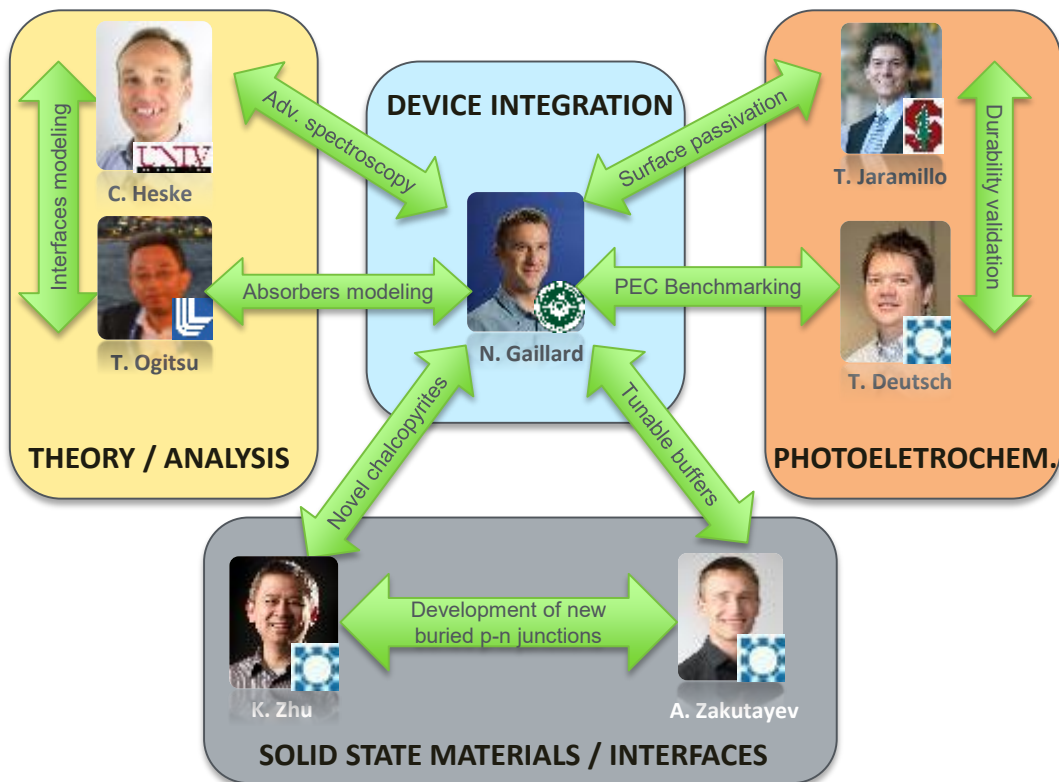 DEVICE INTEGRATION
Interfaces modeling
UNLV
C. Heske
Adv. spectroscopy
Surface passivation
T. Jaramillo
Durability validation
Absorbers modeling
PEC Benchmarking
T. Ogitsu
N. Gaillard
T. Deutsch
THEORY / ANALYSIS
PHOTOELETROCHEM.
Novel chalcopyrites
Tunable buffers
Development of new
buried p-n junctions
K. Zhu
A. Zakutayev
SOLID STATE MATERIALS / INTERFACES